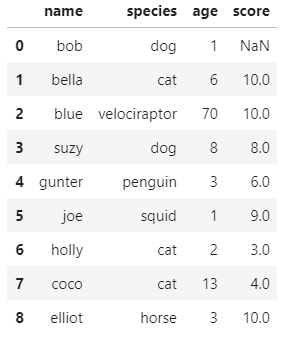 name species age score
0 bob dog 1 NaN
1 bella cat 6 10.0
2 blue velociraptor 70 10.0
3 suzy dog 8 8.0
4 gunter penguin 3 6.0
5 joe squid 1 9.0
6 holly cat 2 3.0
7 coco cat 13 4.0
8 elliot horse 3 10.0